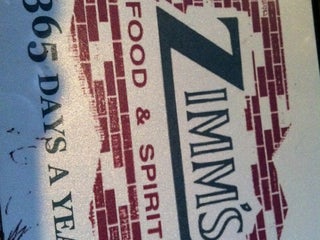 ZIMM'S
FOOD & SPIRIT
365 DAYS A YEA